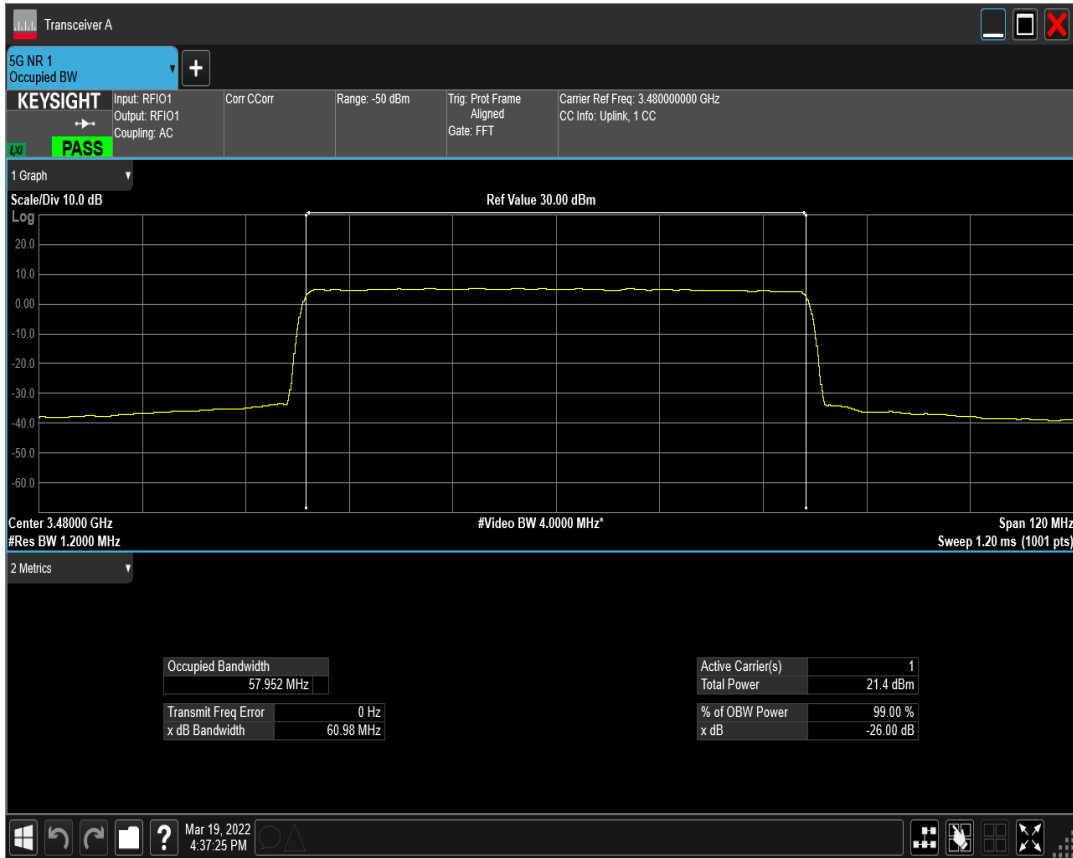 Transceiver A
5G NR 1
Occupied BW
+
KEYSIGHT
LXI
PASS
Input: RFIO1
Output: RFIO1
Coupling: AC
Corr CCorr
Range: -50 dBm
Trig: Prot Frame
Aligned
Gate: FFT
Carrier Ref Freq: 3.480000000 GHz
CC Info: Uplink, 1 CC
1 Graph
Scale/Div 10.0 dB
Ref Value 30.00 dBm
Log
20.0
10.0
0.00
-10.0
-20.0
-30.0
-40.0
-50.0
-60.0
Center 3.48000 GHz
#Video BW 4.0000 MHz*
Span 120 MHz
#Res BW 1.2000 MHz
Sweep 1.20 ms (1001 pts)
2 Metrics
Occupied Bandwidth
57.952 MHz
Transmit Freq Error 0 Hz
x dB Bandwidth 60.98 MHz
Active Carrier(s) 1
Total Power 21.4 dBm
% of OBW Power 99.00 %
x dB -26.00 dB
?
Mar 19, 2022
4:37:25 PM